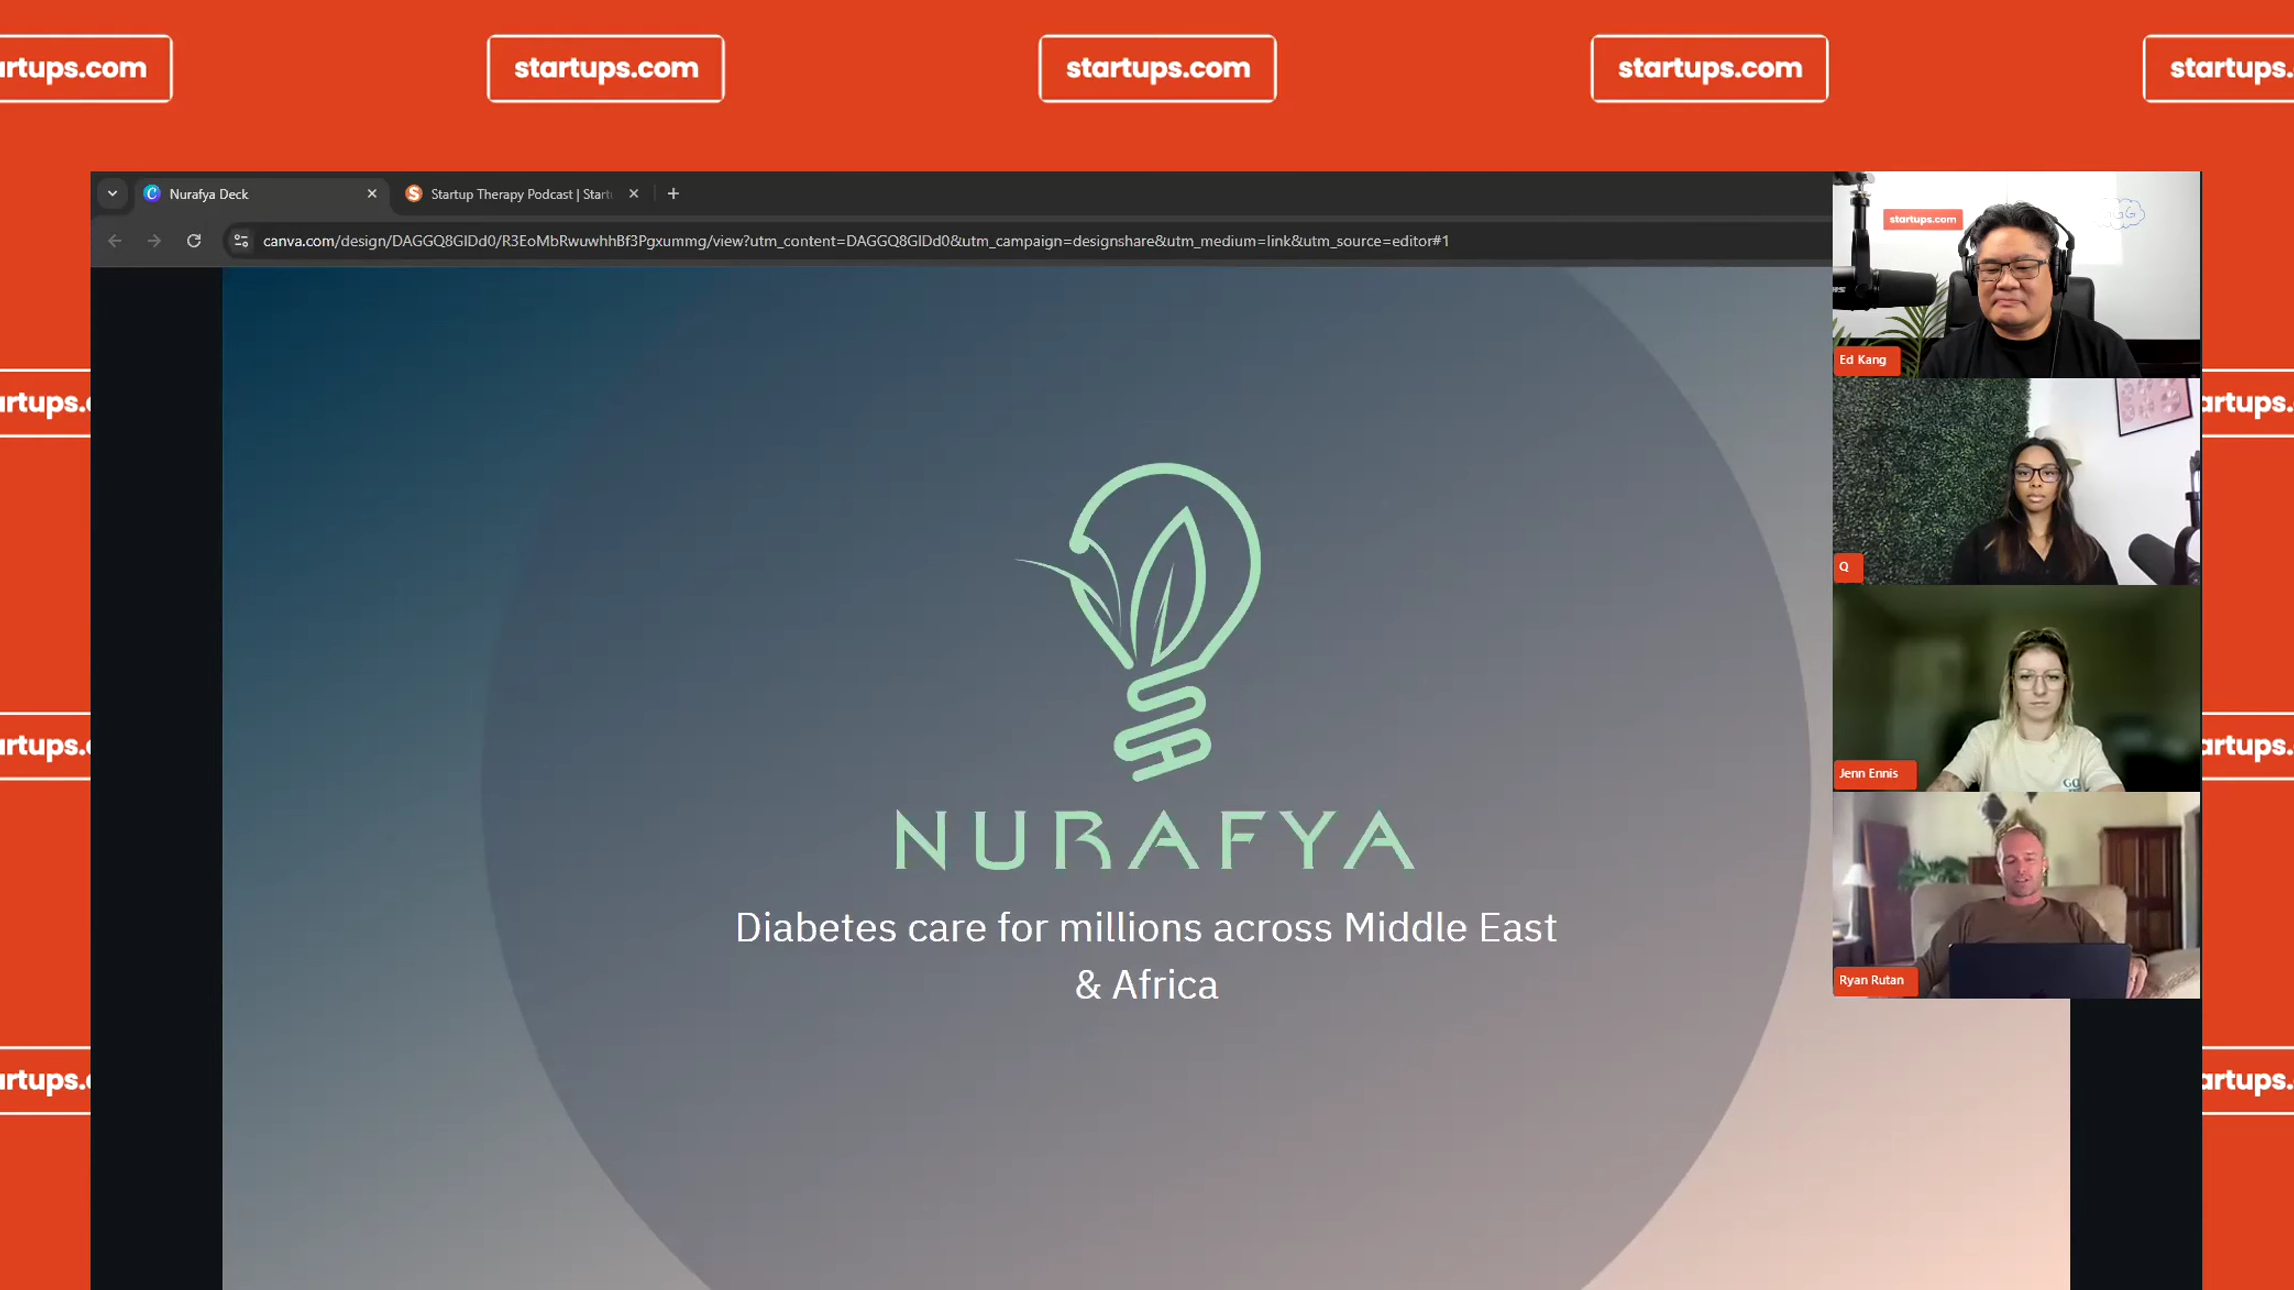 artups.com
startups.com
startups.com
startups.com
startups.
Nurafya Deck
Startup Therapy Podcast | Start
canva.com/design/DAGGQ8GIDd0/R3EoMbRwuwhhBf3Pgxummg/view?utm_content=DAGGQ8GIDd0&utm_campaign=designshare&utm_medium=link&utm_source=editor#1
startups.com
Ed Kang
Q
Jenn Ennis
GO
Ryan Rutan
NURAFYA
Diabetes care for millions across Middle East
& Africa
artups.
artups.
artups.
artups.
artups.
artups.